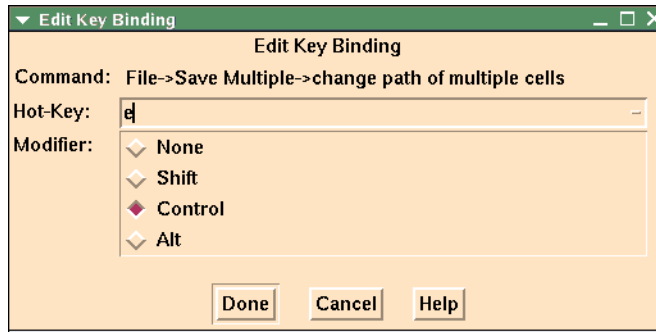 Edit Key Binding
Edit Key Binding
Command: File->Save Multiple->change path of multiple cells
Hot-Key: e
Modifier: None
Shift
Control
Alt
Done Cancel Help